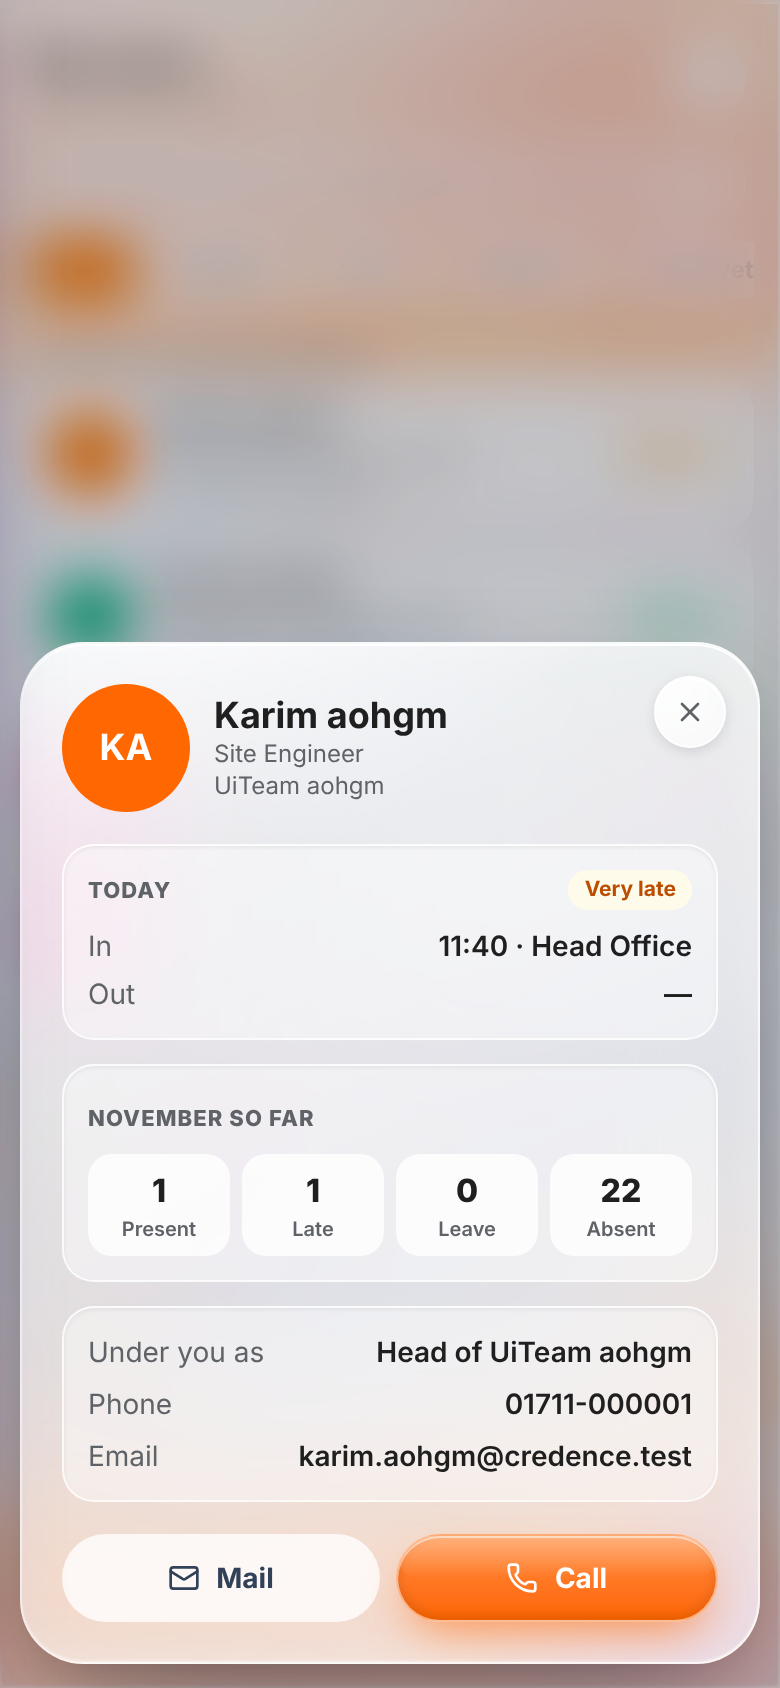 KA
Karim aohgm
Site Engineer
UiTeam aohgm
TODAY
Very late
In
11:40 · Head Office
Out
—
NOVEMBER SO FAR
1
Present
1
Late
0
Leave
22
Absent
Under you as
Head of UiTeam aohgm
Phone
01711-000001
Email
karim.aohgm@credence.test
Mail
Call